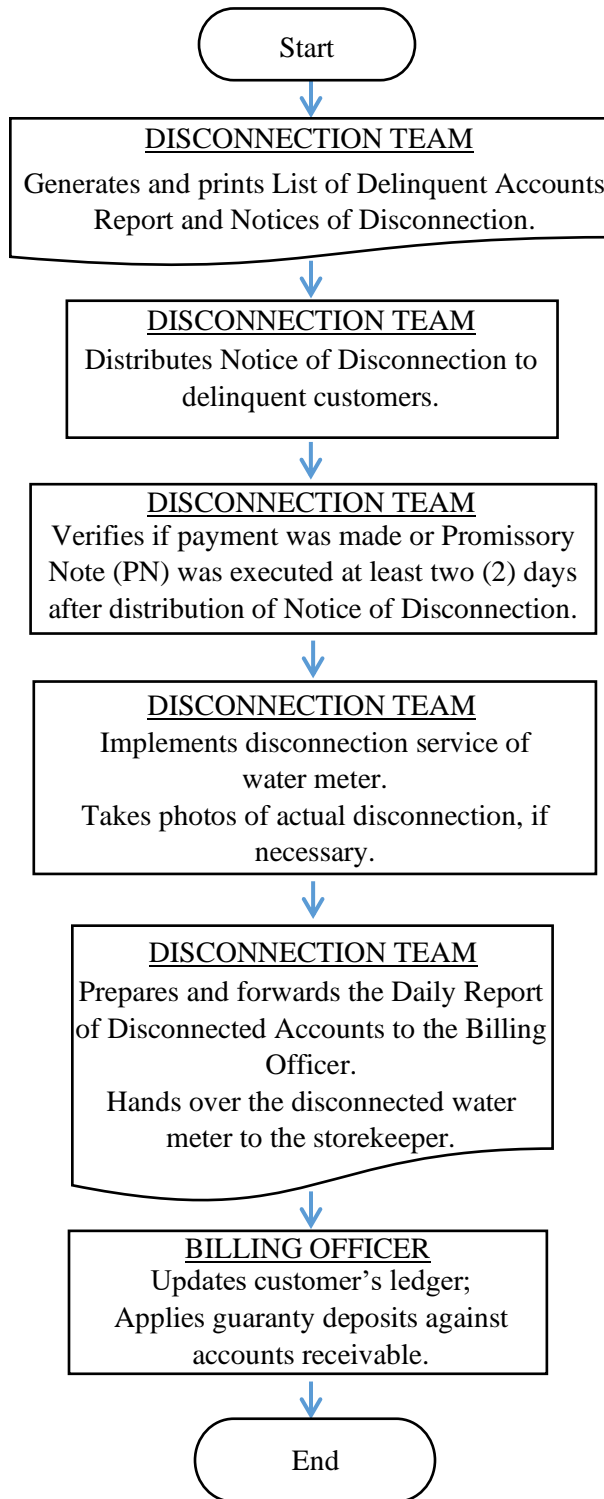 Start
DISCONNECTION TEAM
Generates and prints List of Delinquent Accounts
Report and Notices of Disconnection.
DISCONNECTION TEAM
Distributes Notice of Disconnection to
delinquent customers.
DISCONNECTION TEAM
Verifies if payment was made or Promissory
Note (PN) was executed at least two (2) days
after distribution of Notice of Disconnection.
DISCONNECTION TEAM
Implements disconnection service of
water meter.
Takes photos of actual disconnection, if
necessary.
DISCONNECTION TEAM
Prepares and forwards the Daily Report
of Disconnected Accounts to the Billing
Officer.
Hands over the disconnected water
meter to the storekeeper.
BILLING OFFICER
Updates customer’s ledger;
Applies guaranty deposits against
accounts receivable.
End